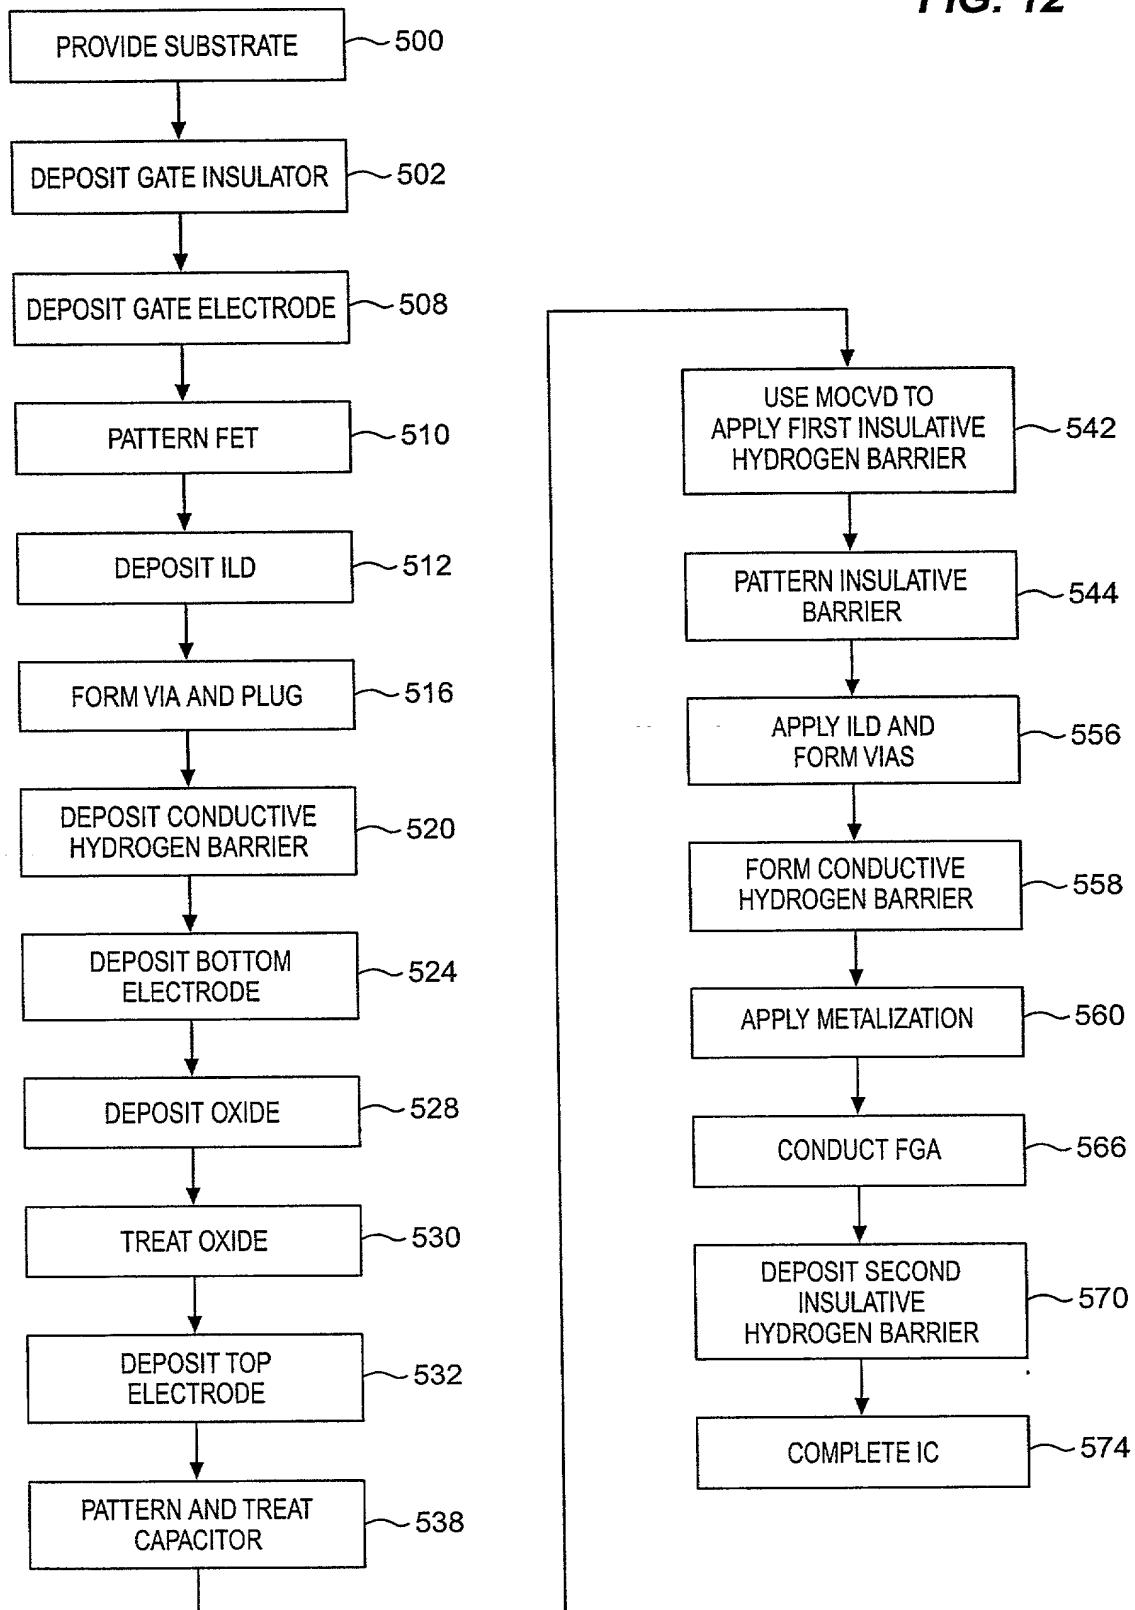 FIG. 12
PROVIDE SUBSTRATE
500
DEPOSIT GATE INSULATOR
502
DEPOSIT GATE ELECTRODE
508
PATTERN FET
510
DEPOSIT ILD
512
FORM VIA AND PLUG
516
DEPOSIT CONDUCTIVE
HYDROGEN BARRIER
520
DEPOSIT BOTTOM
ELECTRODE
524
DEPOSIT OXIDE
528
TREAT OXIDE
530
DEPOSIT TOP
ELECTRODE
532
PATTERN AND TREAT
CAPACITOR
538
USE MOCVD TO
APPLY FIRST INSULATIVE
HYDROGEN BARRIER
542
PATTERN INSULATIVE
BARRIER
544
APPLY ILD AND
FORM VIAS
556
FORM CONDUCTIVE
HYDROGEN BARRIER
558
APPLY METALIZATION
560
CONDUCT FGA
566
DEPOSIT SECOND
INSULATIVE
HYDROGEN BARRIER
570
COMPLETE IC
574